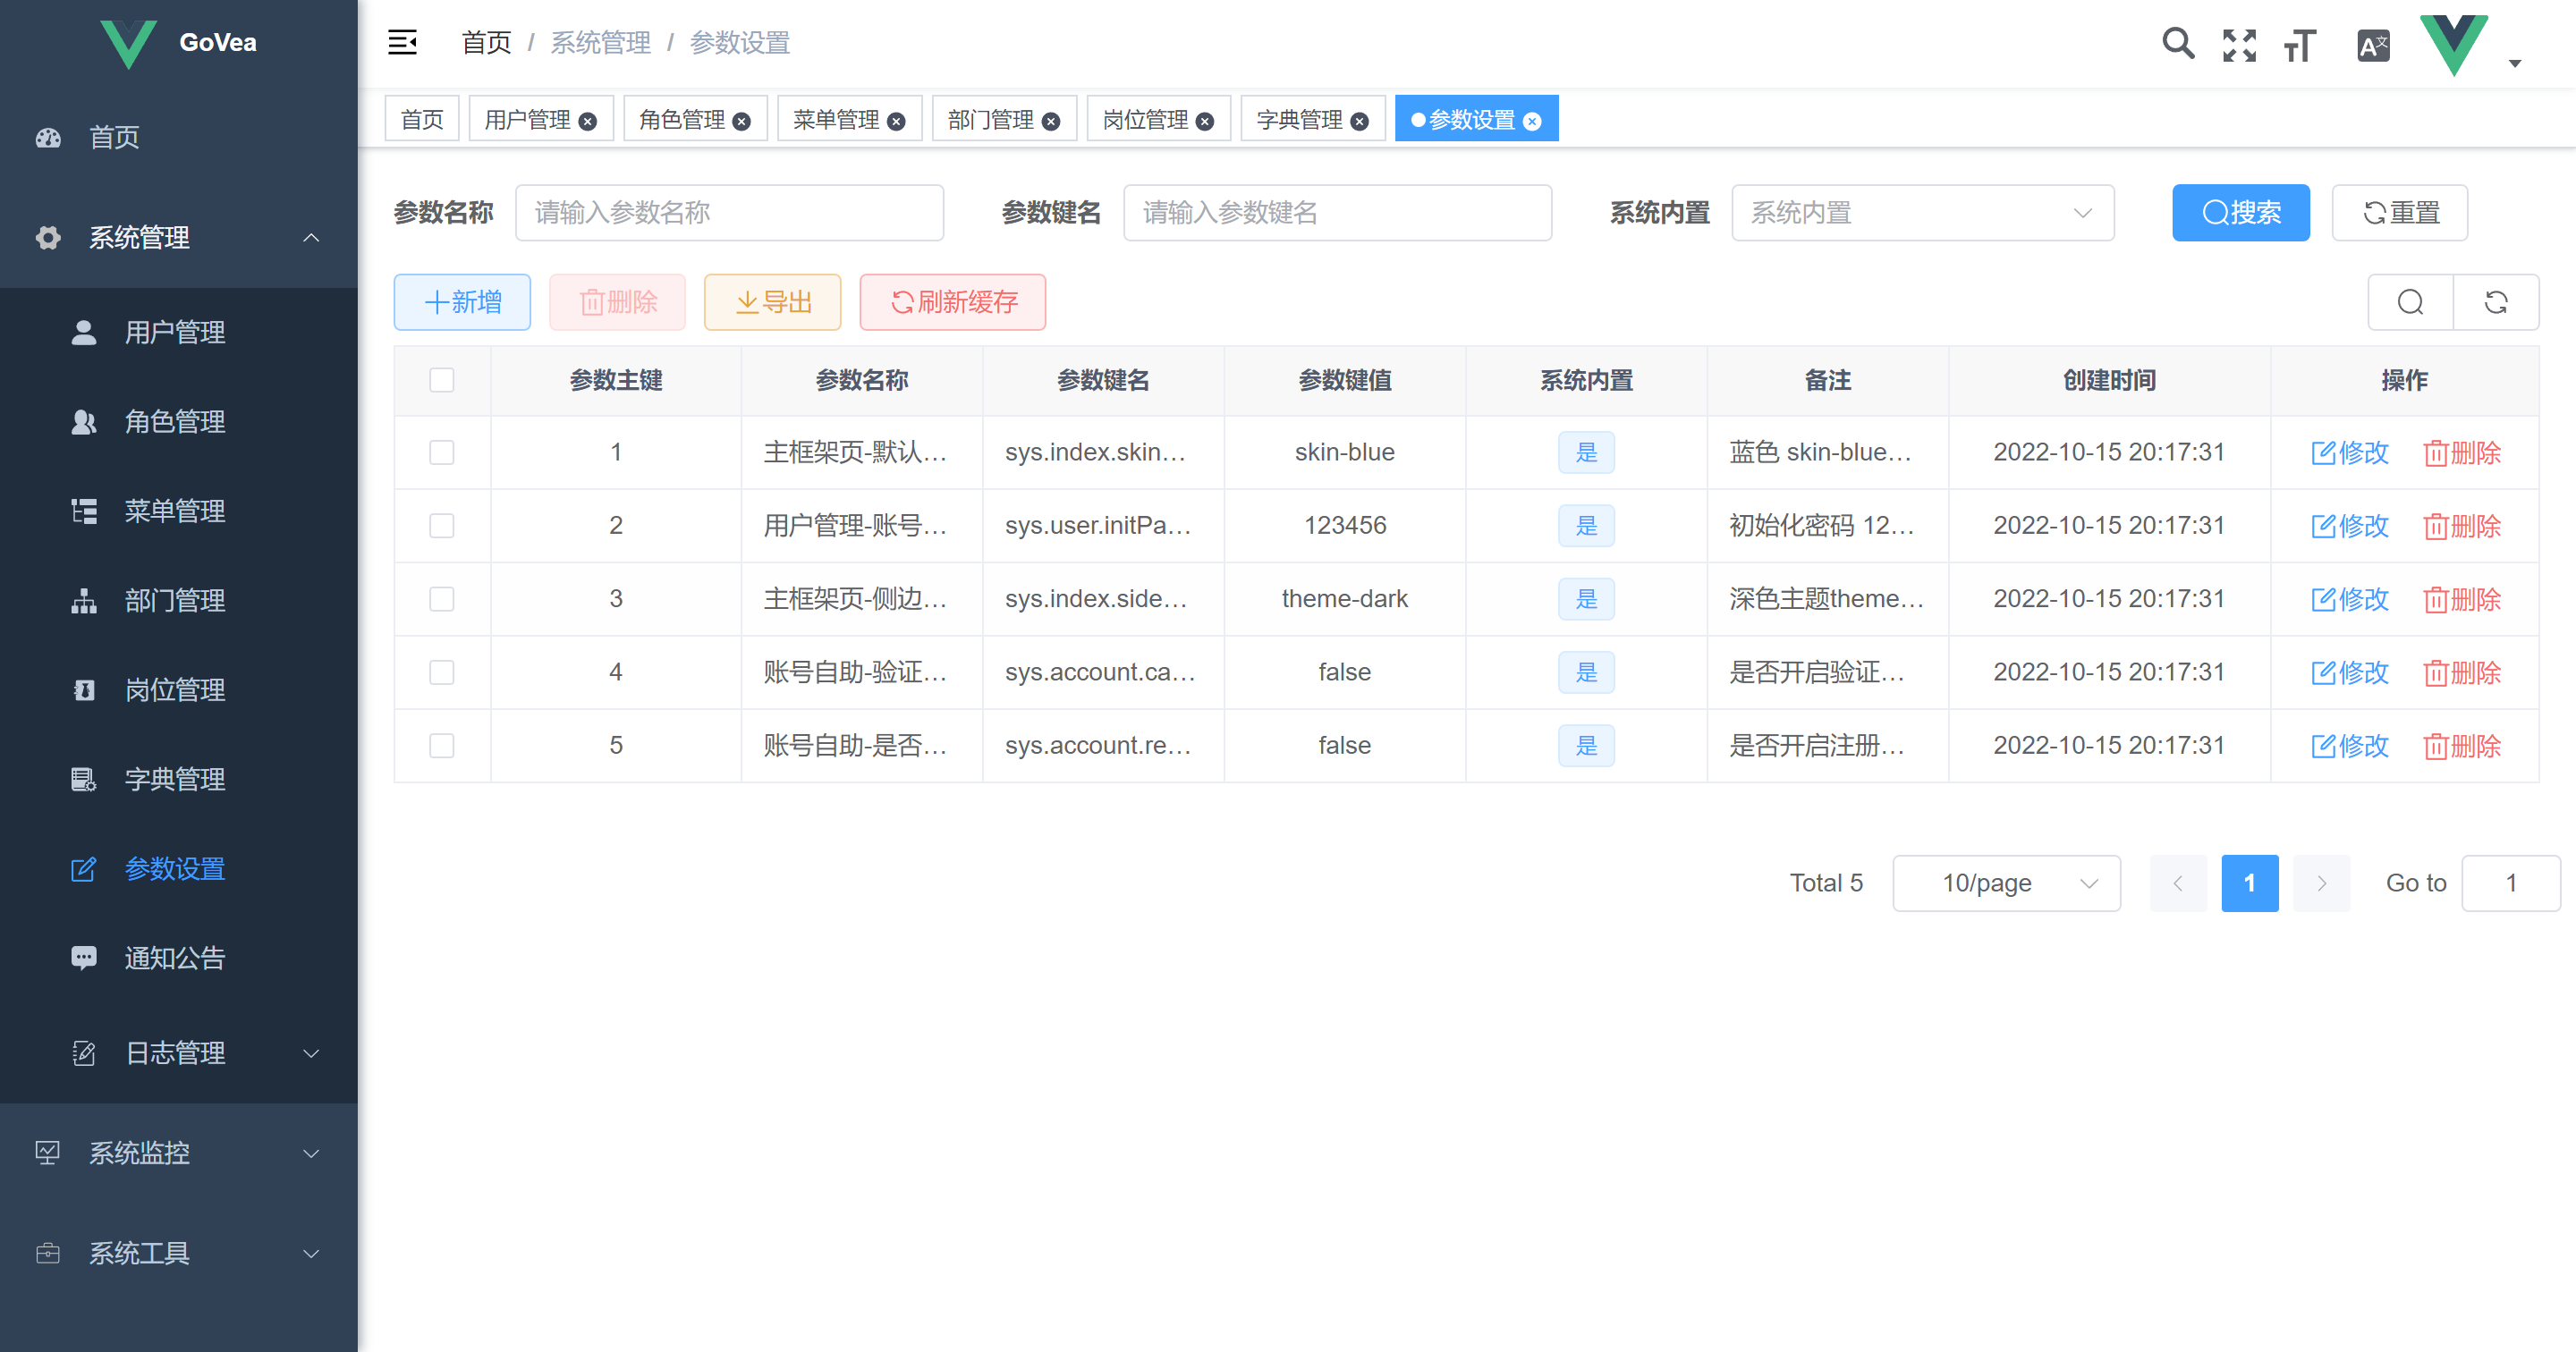 GoVea
首页
系统管理
用户管理
角色管理
菜单管理
部门管理
岗位管理
字典管理
参数设置
通知公告
日志管理
系统监控
系统工具
首页 / 系统管理 / 参数设置
首页 用户管理 角色管理 菜单管理 部门管理 岗位管理 字典管理 参数设置
参数名称 请输入参数名称 参数键名 请输入参数键名 系统内置 系统内置 搜索 重置
新增 删除 导出 刷新缓存
参数主键 参数名称 参数键名 参数键值 系统内置 备注 创建时间 操作
1 主框架页-默认… sys.index.skin… skin-blue 是 蓝色 skin-blue… 2022-10-15 20:17:31 修改 删除
2 用户管理-账号… sys.user.initPa… 123456 是 初始化密码 12… 2022-10-15 20:17:31 修改 删除
3 主框架页-侧边… sys.index.side… theme-dark 是 深色主题theme… 2022-10-15 20:17:31 修改 删除
4 账号自助-验证… sys.account.ca… false 是 是否开启验证… 2022-10-15 20:17:31 修改 删除
5 账号自助-是否… sys.account.re… false 是 是否开启注册… 2022-10-15 20:17:31 修改 删除
Total 5 10/page 1 Go to 1